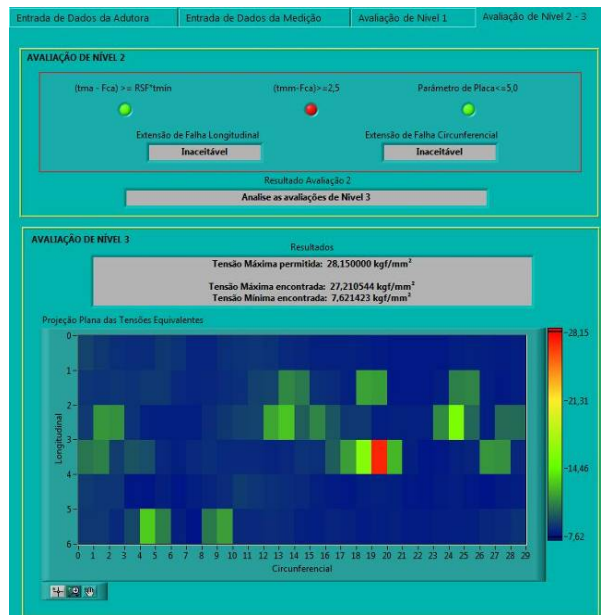 Entrada de Dados da Adutora Entrada de Dados da Medição Avaliação de Nível 1 Avaliação de Nível 2 - 3
AVALIAÇÃO DE NÍVEL 2
(tma - Fca) >= RSF*tmin (tmm-Fca)>=2,5 Parâmetro de Placa<=5,0
Extensão de Falha Longitudinal Extensão de Falha Circunferencial
Inaceitável Inaceitável
Resultado Avaliação 2
Analise as avaliações de Nível 3
AVALIAÇÃO DE NÍVEL 3
Resultados
Tensão Máxima permitida: 28,150000 kgf/mm²
Tensão Máxima encontrada: 27,210544 kgf/mm²
Tensão Mínima encontrada: 7,621423 kgf/mm²
Projeção Plana das Tensões Equivalentes
Longitudinal
0
1
2
3
4
5
6
0 1 2 3 4 5 6 7 8 9 10 11 12 13 14 15 16 17 18 19 20 21 22 23 24 25 26 27 28 29
Circunferencial
28,15
21,31
14,46
7,62